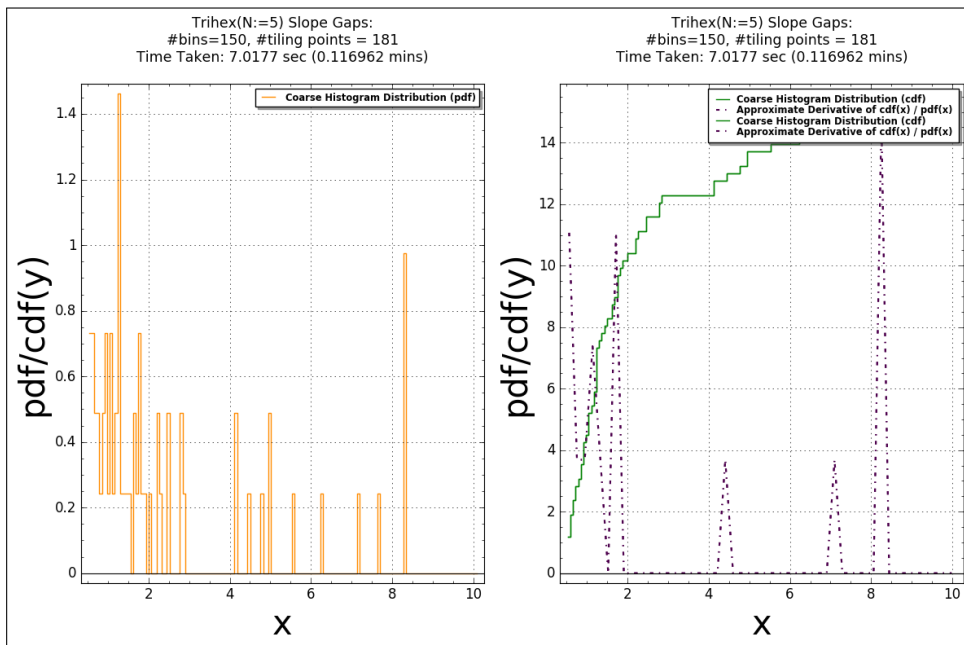 Trihex(N:=5) Slope Gaps:
#bins=150, #tiling points = 181
Time Taken: 7.0177 sec (0.116962 mins)
Coarse Histogram Distribution (pdf)
1.4
1.2
1
0.8
0.6
0.4
0.2
0
pdf/cdf(y)
2
4
6
8
10
x
Trihex(N:=5) Slope Gaps:
#bins=150, #tiling points = 181
Time Taken: 7.0177 sec (0.116962 mins)
Coarse Histogram Distribution (cdf)
Approximate Derivative of cdf(x) / pdf(x)
Coarse Histogram Distribution (cdf)
Approximate Derivative of cdf(x) / pdf(x)
14
12
10
8
6
4
2
0
pdf/cdf(y)
2
4
6
8
10
x